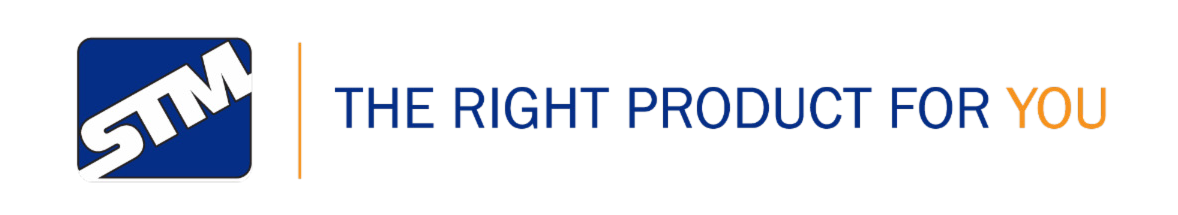 STM
THE RIGHT PRODUCT FOR YOU